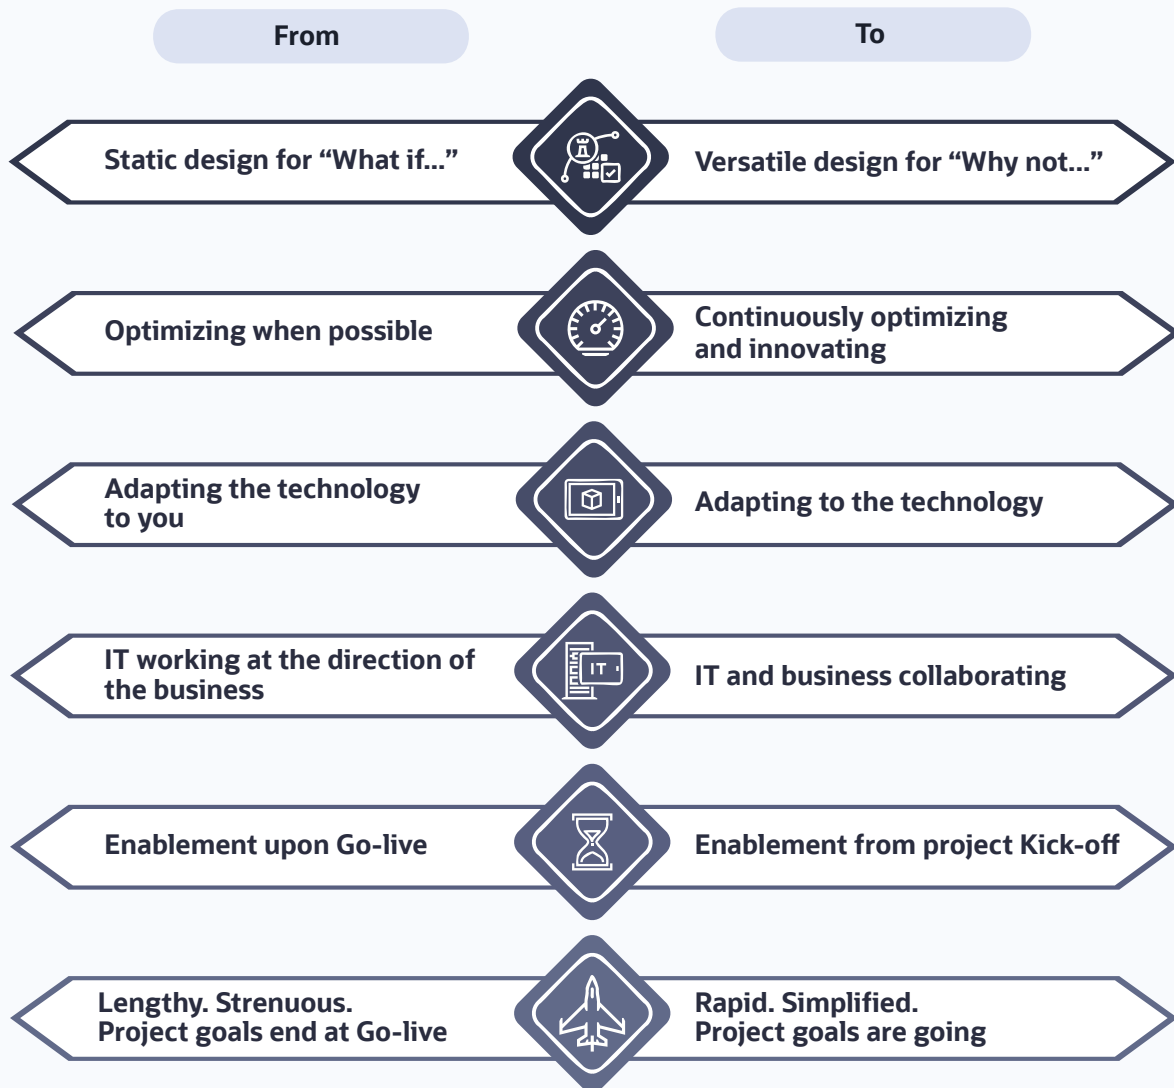 From
To
Static design for “What if...”
Versatile design for “Why not...”
Optimizing when possible
Continuously optimizing
and innovating
Adapting the technology
to you
Adapting to the technology
IT working at the direction of
the business
IT
IT and business collaborating
Enablement upon Go-live
Enablement from project Kick-off
Lengthy. Strenuous.
Project goals end at Go-live
Rapid. Simplified.
Project goals are going